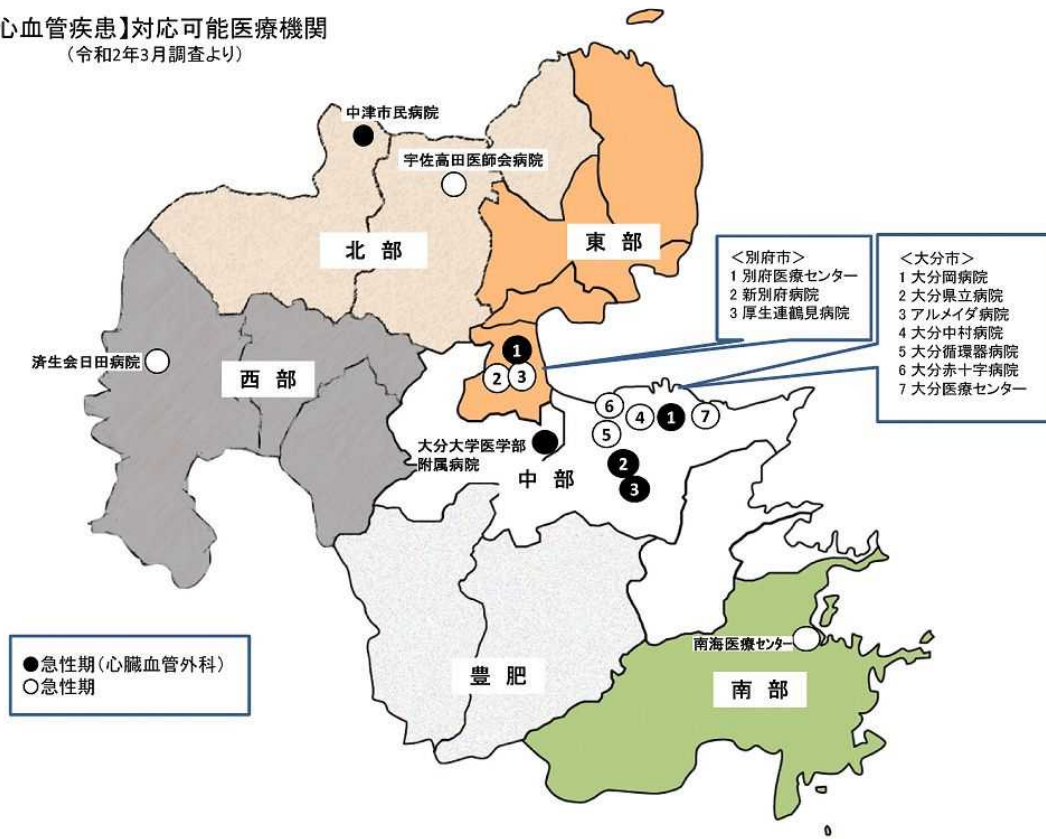 心血管疾患】対応可能医療機関
（令和2年3月調査より）
中津市民病院
宇佐高田医師会病院
北部
東部
<別府市>
1 別府医療センター
2 新別府病院
3 厚生連鶴見病院
<大分市>
1 大分岡病院
2 大分県立病院
3 アルメイダ病院
4 大分中村病院
5 大分循環器病院
6 大分赤十字病院
7 大分医療センター
済生会日田病院
西部
1
2 3
6 4 1 7
5
大分大学医学部
附属病院
中部
2
3
●急性期（心臓血管外科）
○急性期
豊肥
南海医療センター
南部